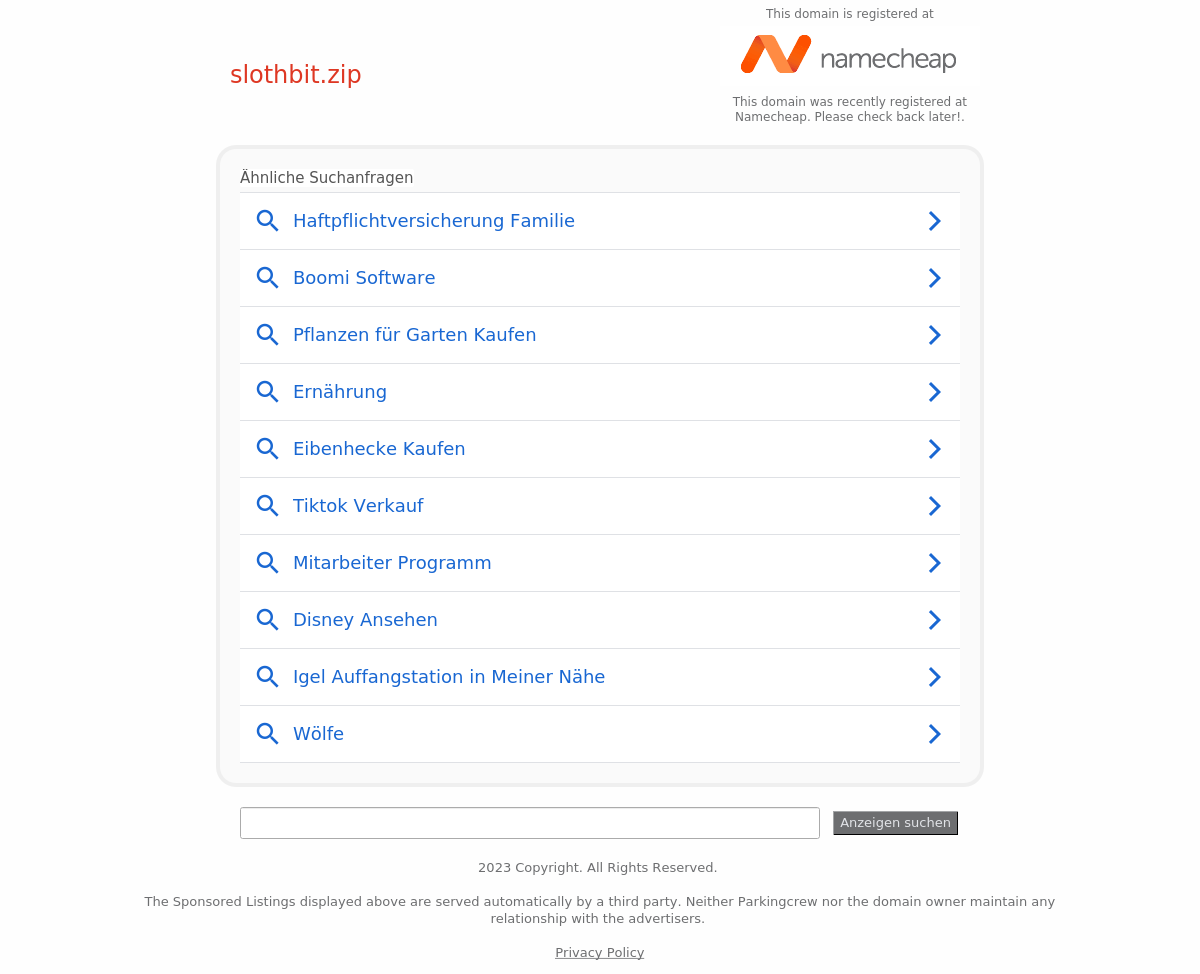 This domain is registered at
namecheap
slothbit.zip
This domain was recently registered at
Namecheap. Please check back later!.
Ähnliche Suchanfragen
Haftpflichtversicherung Familie
Boomi Software
Pflanzen für Garten Kaufen
Ernährung
Eibenhecke Kaufen
Tiktok Verkauf
Mitarbeiter Programm
Disney Ansehen
Igel Auffangstation in Meiner Nähe
Wölfe
Anzeigen suchen
2023 Copyright. All Rights Reserved.
The Sponsored Listings displayed above are served automatically by a third party. Neither Parkingcrew nor the domain owner maintain any
relationship with the advertisers.
Privacy Policy